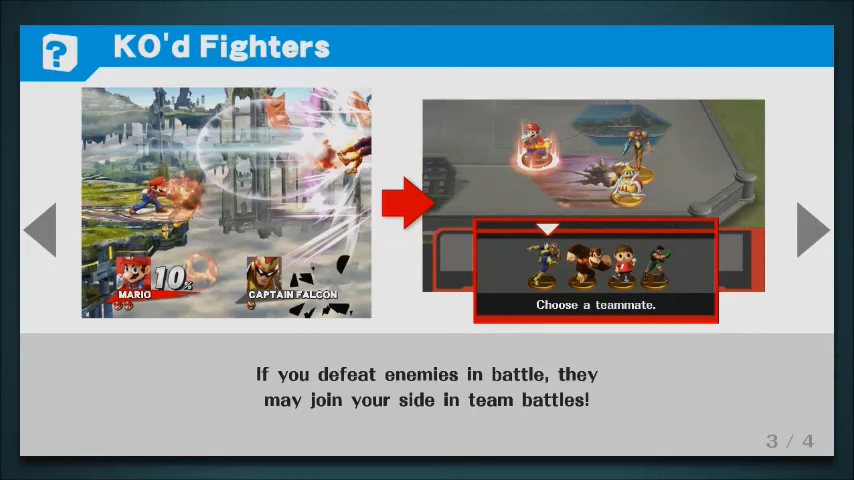 KO'd Fighters
10%
MARIO
CAPTAIN FALCON
Choose a teammate.
If you defeat enemies in battle, they
may join your side in team battles!
3 / 4